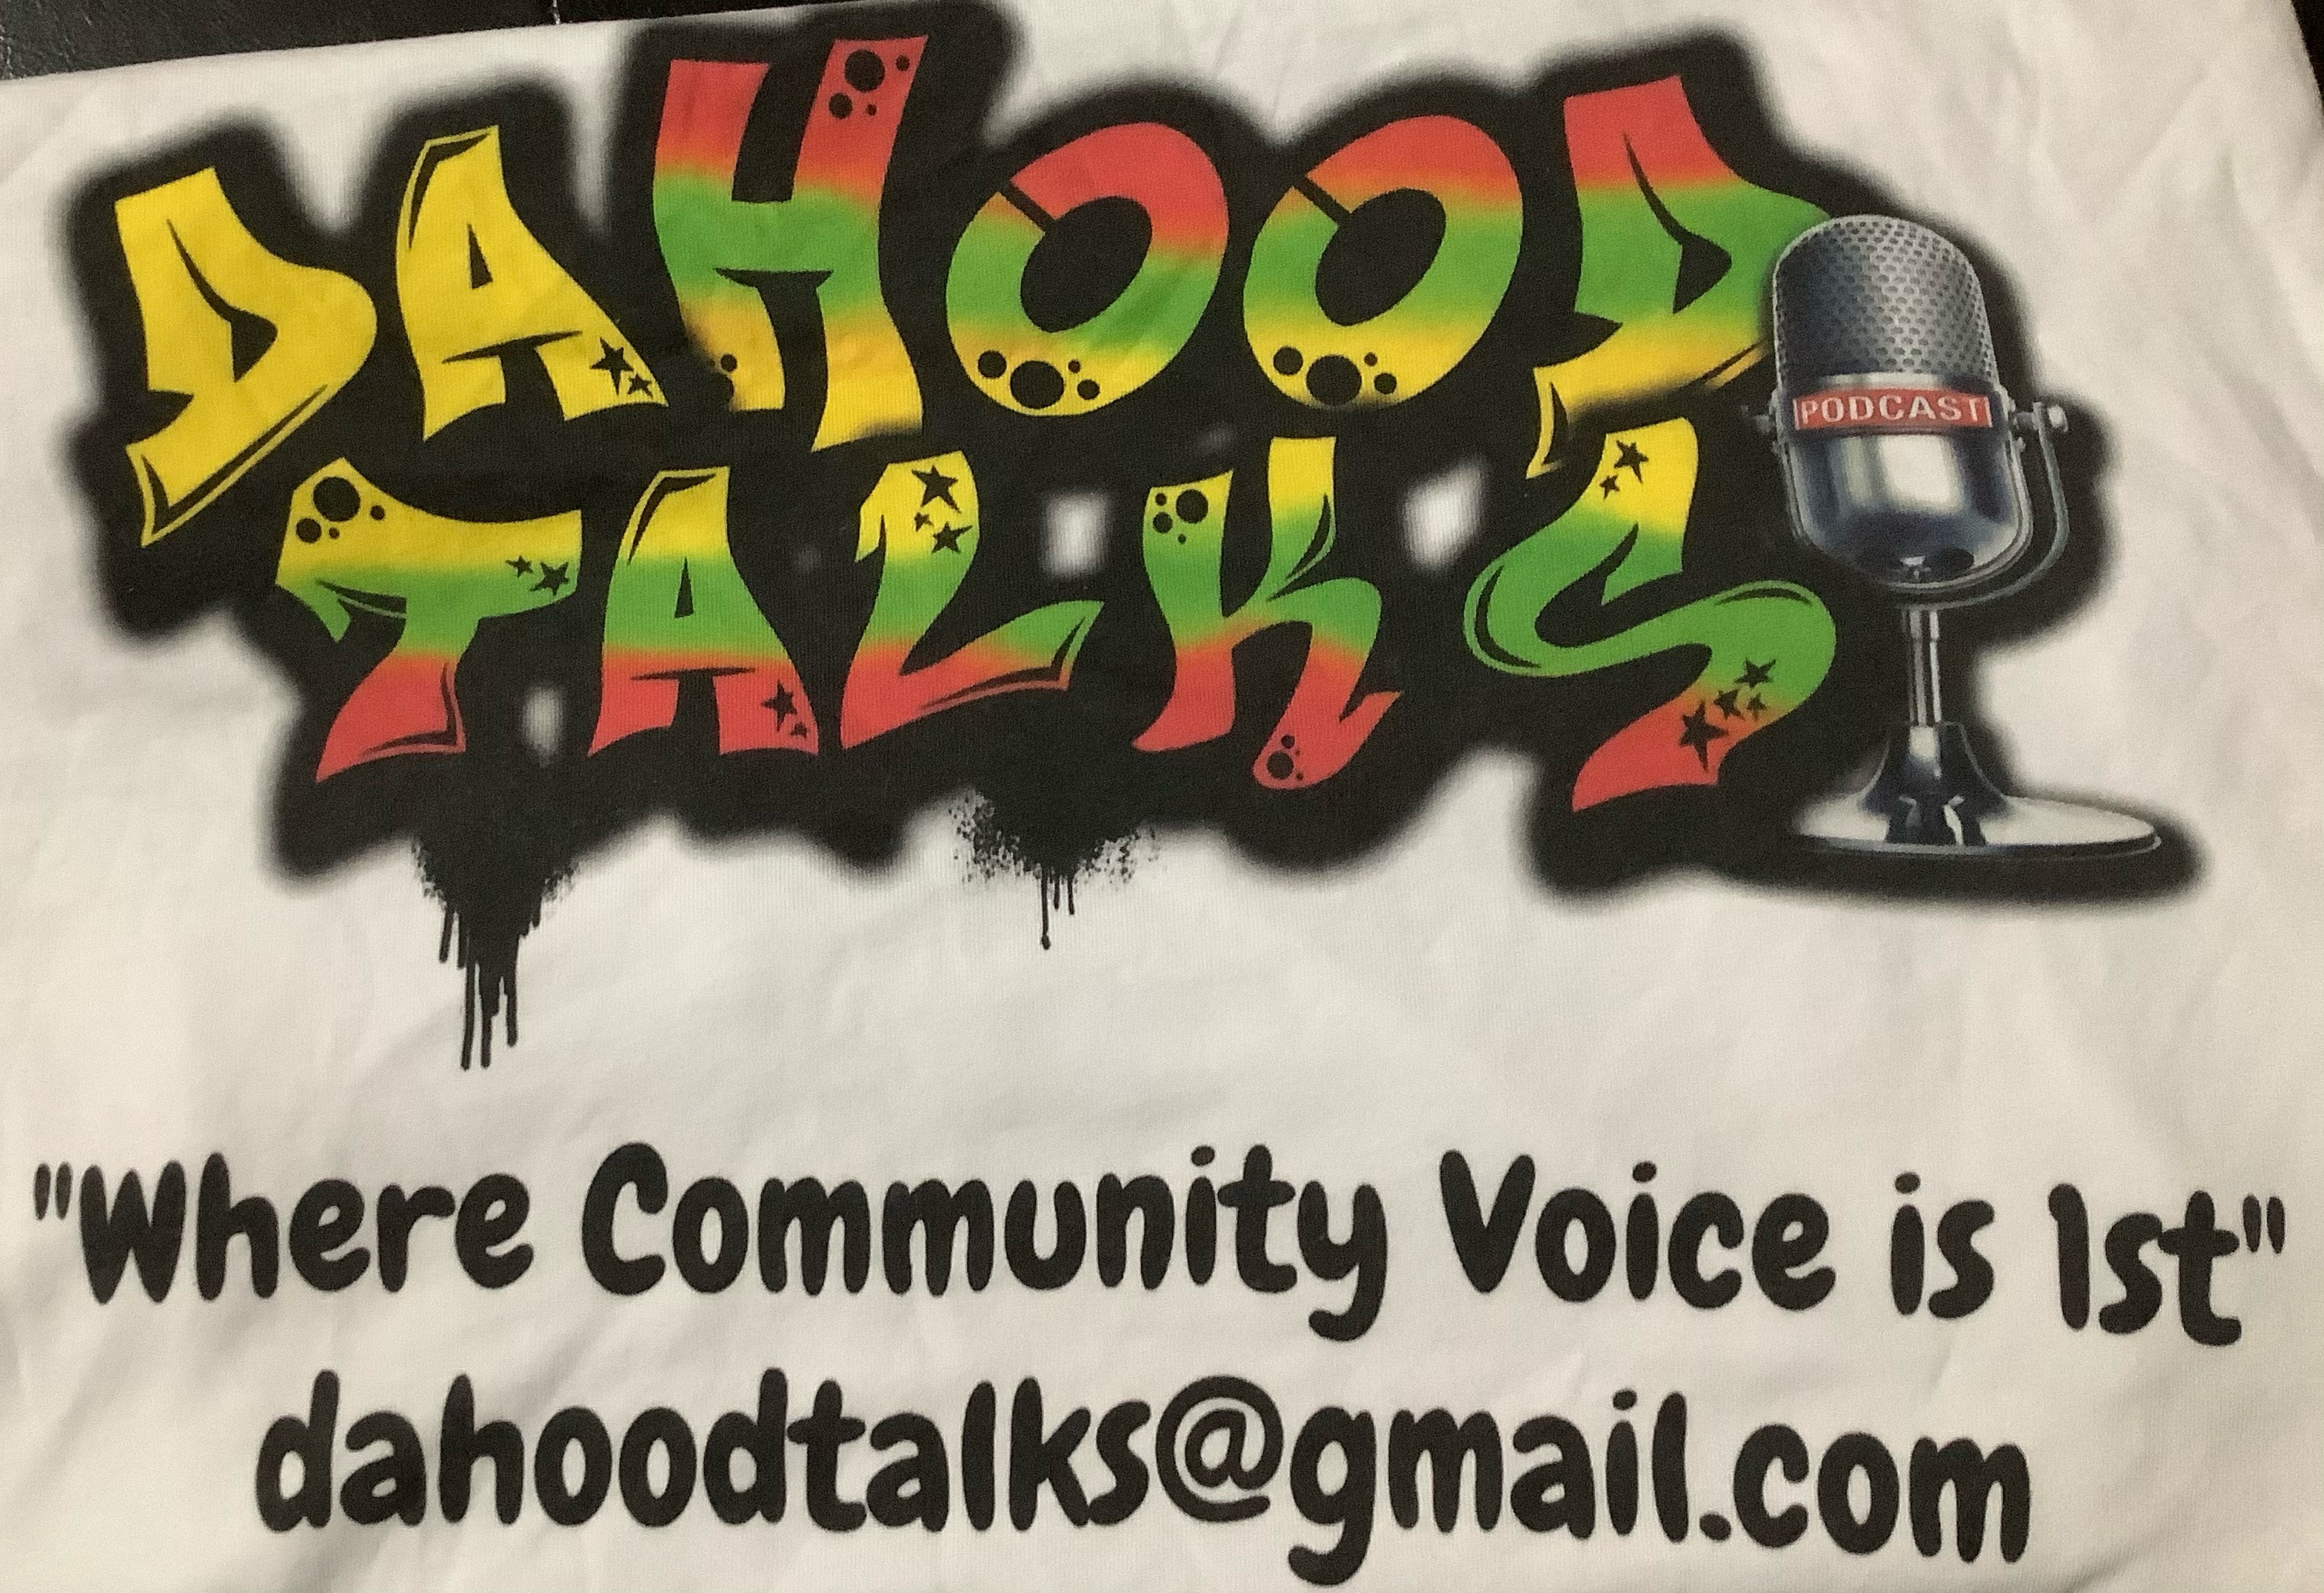 DAHOOD
TALKS
PODCAST
"Where Community Voice is 1st"
dahoodtalks@gmail.com